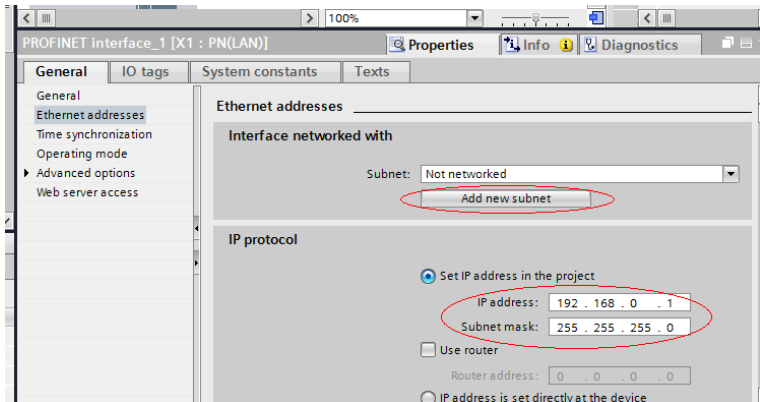 100%
PROFINET interface_1 [X1 : PN(LAN)]
Properties
Info
Diagnostics
General
IO tags
System constants
Texts
General
Ethernet addresses
Time synchronization
Operating mode
Advanced options
Web server access
Ethernet addresses
Interface networked with
Subnet: Not networked
Add new subnet
IP protocol
Set IP address in the project
IP address: 192 . 168 . 0 . 1
Subnet mask: 255 . 255 . 255 . 0
Use router
Router address: 0 . 0 . 0 . 0
IP address is set directly at the device